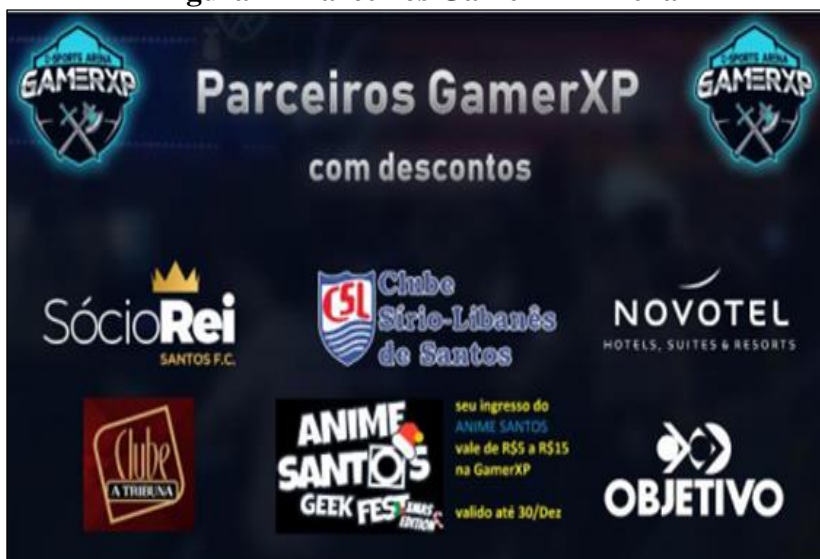 E-SPORTS ARENA
GAMERXP
Parceiros GamerXP
com descontos
E-SPORTS ARENA
GAMERXP
SócioRei
SANTOS F.C.
CSL
Clube
Sírio-Libanês
de Santos
NOVOTEL
HOTELS, SUITES & RESORTS
Clube
A TRIBUNA
ANIME
SANTOS
GEEK FEST
XMAS
EDITION
seu ingresso do
ANIME SANTOS
vale de R$5 a R$15
na GamerXP
valido até 30/Dez
OBJETIVO